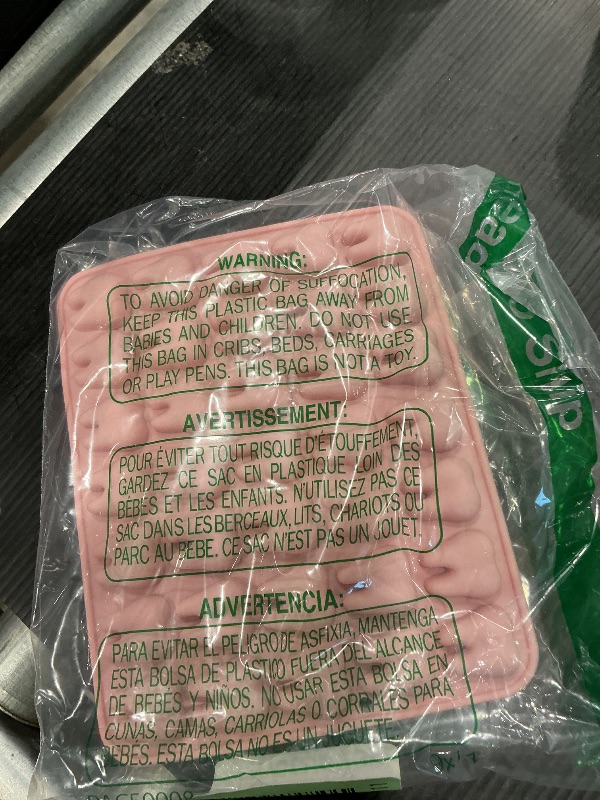 WARNING:
TO AVOID DANGER OF SUFFOCATION,
KEEP THIS PLASTIC BAG AWAY FROM
BABIES AND CHILDREN. DO NOT USE
THIS BAG IN CRIBS, BEDS, CARRIAGES
OR PLAY PENS. THIS BAG IS NOT A TOY.
AVERTISSEMENT:
POUR ÉVITER TOUT RISQUE D'ÉTOUFFEMENT,
GARDEZ CE SAC EN PLASTIQUE LOIN DES
BÉBÉS ET LES ENFANTS. N'UTILISEZ PAS CE
SAC DANS LES BERCEAUX, LITS, CHARIOTS OU
PARC AU BEBE. CE SAC N'EST PAS UN JOUET.
ADVERTENCIA:
PARA EVITAR EL PELIGRO DE ASFIXIA, MANTENGA
ESTA BOLSA DE PLASTICO FUERA DEL ALCANCE
DE BEBÉS Y NIÑOS. NO USAR ESTA BOLSA EN
CUNAS, CAMAS, CARRIOLAS O CORRALES PARA
BEBÉS. ESTA BOLSA NO ES UN JUGUETE.
9x12